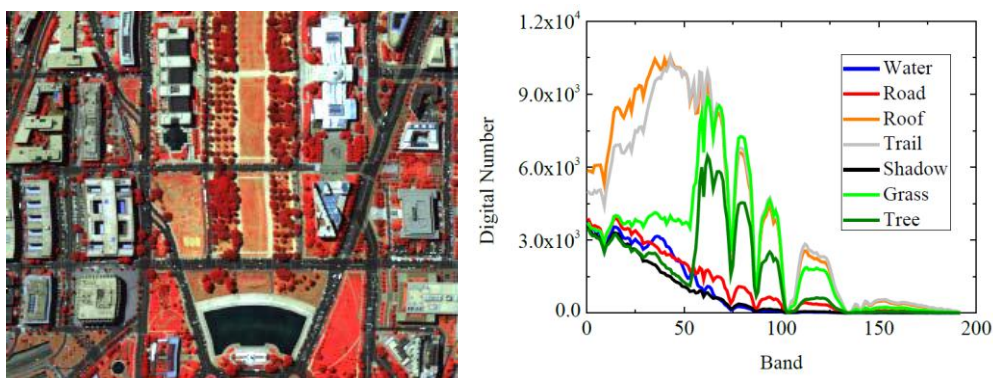 1.2x10⁴
9.0x10³
6.0x10³
3.0x10³
0.0
0 50 100 150 200
Digital Number
Band
Water
Road
Roof
Trail
Shadow
Grass
Tree